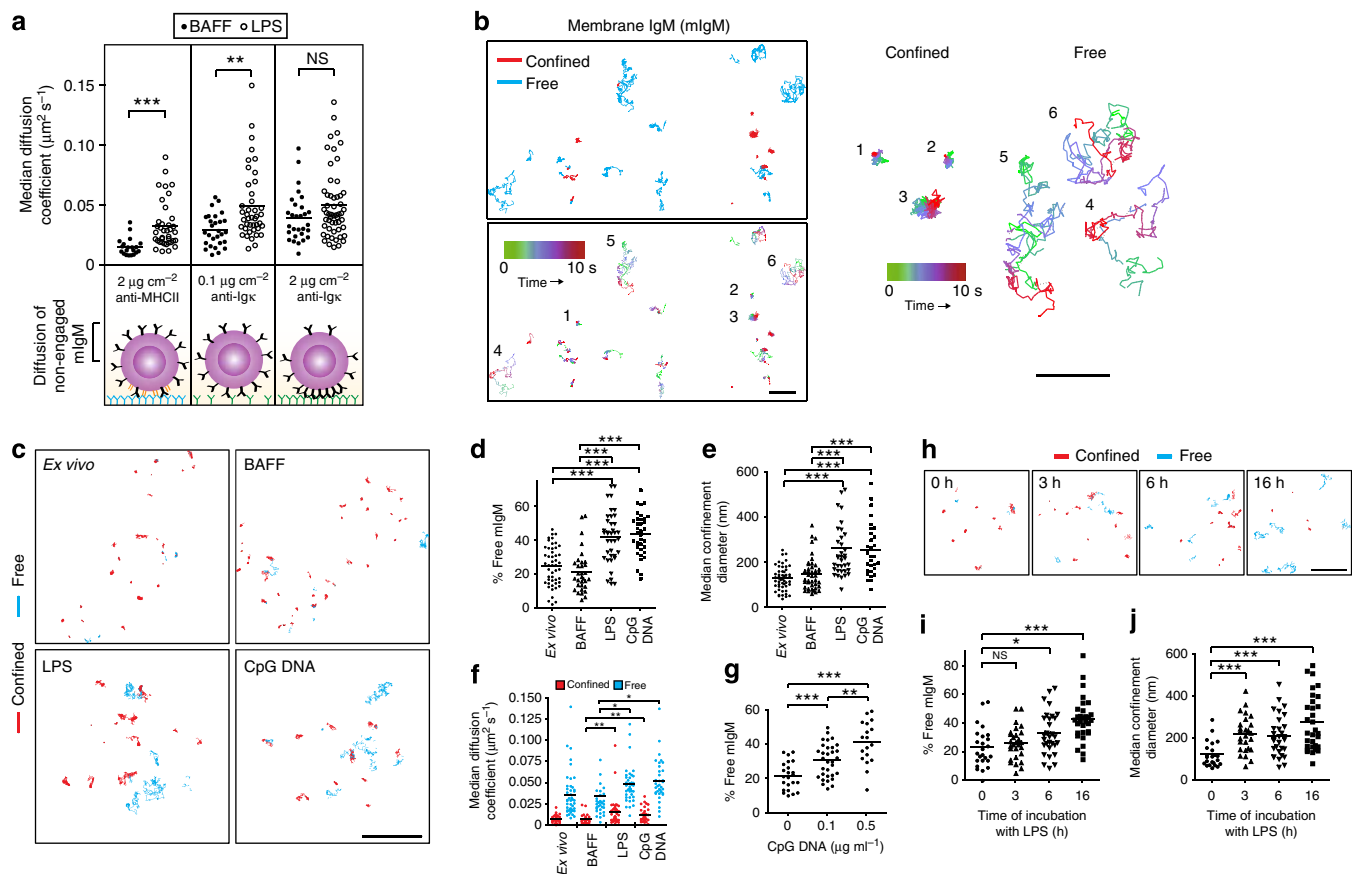 a
BAFF LPS
NS
**
***
0.15
0.10
0.05
0
Median diffusion
coefficient (μm² s⁻¹)
2 μg cm⁻²
anti-MHCII
0.1 μg cm⁻²
anti-Igκ
2 μg cm⁻²
anti-Igκ
Diffusion of
non-engaged
mIgM
b
Membrane IgM (mIgM)
Confined
Free
0 10 s
Time →
1
2
3
4
5
6
Confined
Free
1
2
3
4
5
6
0 10 s
Time →
c
Ex vivo
BAFF
LPS
CpG DNA
Free
Confined
d
***
***
***
***
80
60
40
20
0
% Free mIgM
Ex vivo
BAFF
LPS
CpG
DNA
e
***
***
***
***
600
400
200
0
Median confinement
diameter (nm)
Ex vivo
BAFF
LPS
CpG
DNA
f
Confined Free
*
*
**
**
0.150
0.125
0.100
0.075
0.050
0.025
0
Median diffusion
coefficient (μm² s⁻¹)
Ex vivo
BAFF
LPS
CpG
DNA
g
***
***
**
60
40
20
0
% Free mIgM
0 0.1 0.5
CpG DNA (μg ml⁻¹)
h
Confined Free
0 h
3 h
6 h
16 h
i
***
*
NS
80
60
40
20
0
% Free mIgM
0 3 6 16
Time of incubation
with LPS (h)
j
***
***
***
600
400
200
0
Median confinement
diameter (nm)
0 3 6 16
Time of incubation
with LPS (h)